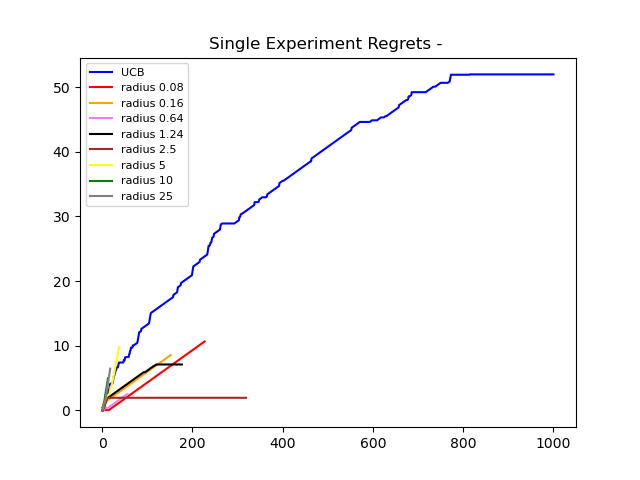 Single Experiment Regrets -
UCB
radius 0.08
radius 0.16
radius 0.64
radius 1.24
radius 2.5
radius 5
radius 10
radius 25
50
40
30
20
10
0
0 200 400 600 800 1000